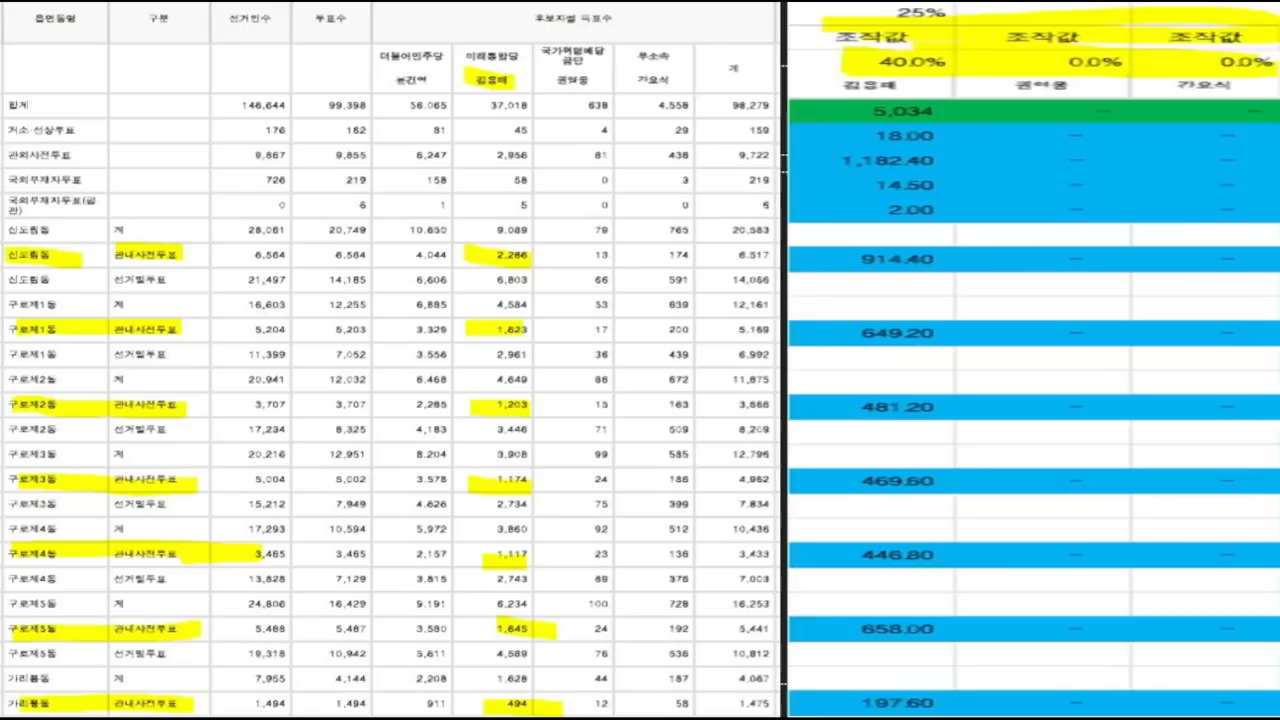 읍면동명 구분 선거인수 투표수 후보자별 득표수
더불어민주당 미래통합당 국가혁명배당금당 무소속 계
윤건영 김용태 강요식
합계 146,644 99,398 56,065 37,018 638 4,558 98,279
거소·선상투표 176 162 81 45 4 29 159
관외사전투표 9,867 9,855 6,247 2,956 81 438 9,722
국외부재자투표 726 219 158 58 0 3 219
국외부재자투표(공관) 0 6 1 5 0 0 6
신도림동 계 28,061 20,749 10,650 9,089 79 765 20,583
신도림동 관내사전투표 6,564 6,564 4,044 2,286 13 174 6,517
신도림동 선거일투표 21,497 14,185 6,606 6,803 66 591 14,066
구로제1동 계 16,603 12,255 6,885 4,584 53 639 12,161
구로제1동 관내사전투표 5,204 5,203 3,329 1,623 17 200 5,169
구로제1동 선거일투표 11,399 7,052 3,556 2,961 36 439 6,992
구로제2동 계 20,941 12,032 6,468 4,649 86 672 11,875
구로제2동 관내사전투표 3,707 3,707 2,285 1,203 15 163 3,666
구로제2동 선거일투표 17,234 8,325 4,183 3,446 71 509 8,209
구로제3동 계 20,216 12,951 8,204 3,908 99 585 12,796
구로제3동 관내사전투표 5,004 5,002 3,578 1,174 24 186 4,962
구로제3동 선거일투표 15,212 7,949 4,626 2,734 75 399 7,834
구로제4동 계 17,293 10,594 5,972 3,860 92 512 10,436
구로제4동 관내사전투표 3,465 3,465 2,157 1,117 23 136 3,433
구로제4동 선거일투표 13,828 7,129 3,815 2,743 69 376 7,003
구로제5동 계 24,806 16,429 9,191 6,234 100 728 16,253
구로제5동 관내사전투표 5,488 5,487 3,580 1,645 24 192 5,441
구로제5동 선거일투표 19,318 10,942 5,611 4,589 76 536 10,812
가리봉동 계 7,955 4,144 2,208 1,628 44 187 4,067
가리봉동 관내사전투표 1,494 1,494 911 494 12 58 1,475
25%
조작값 조작값 조작값
40.0% 0.0% 0.0%
김용태 강요식
5,034 – –
18.00 – –
1,182.40 – –
14.50 – –
2.00 – –
914.40 – –
649.20 – –
481.20 – –
469.60 – –
446.80 – –
658.00 – –
197.60 – –